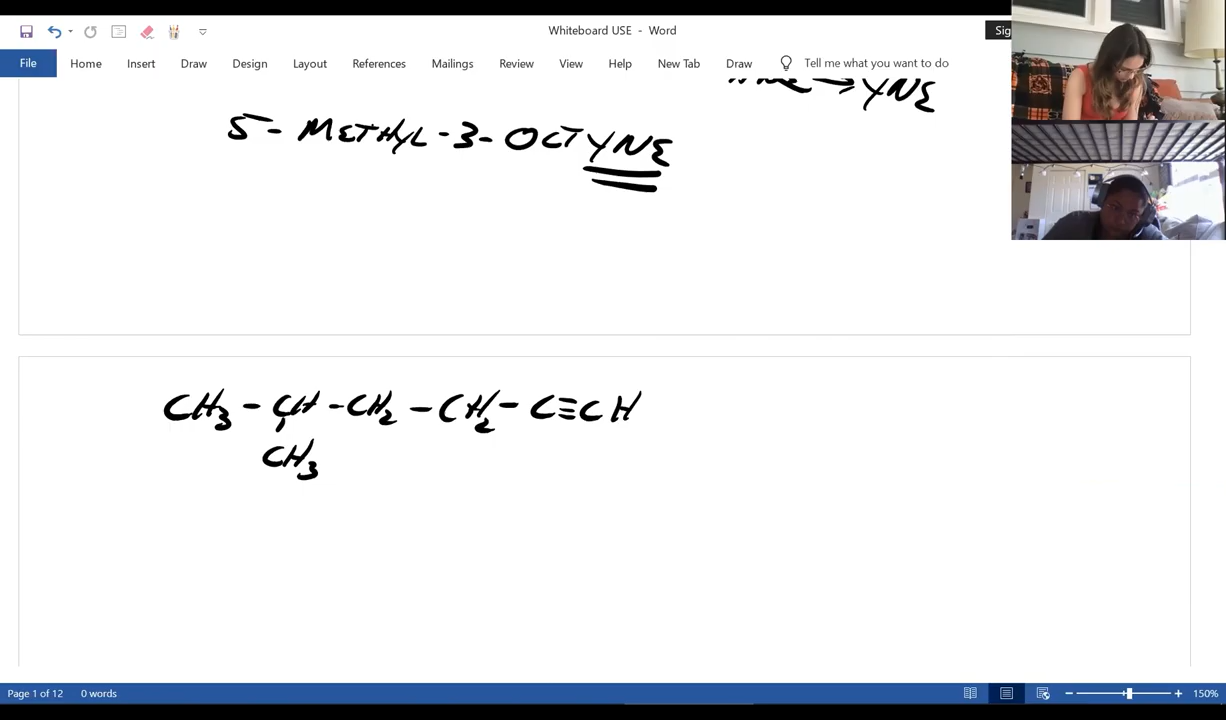 Whiteboard USE - Word
File Home Insert Draw Design Layout References Mailings Review View Help New Tab Draw Tell me what you want to do
YNE
5-METHYL-3-OCTYNE
CH3-CH-CH2-CH2-C≡CH
CH3
Page 1 of 12 0 words
150%